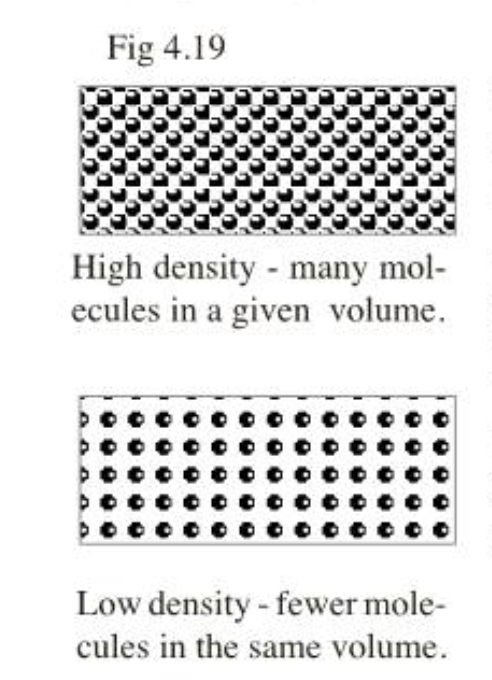 Fig 4.19
High density - many mol-
ecules in a given volume.
Low density - fewer mole-
cules in the same volume.